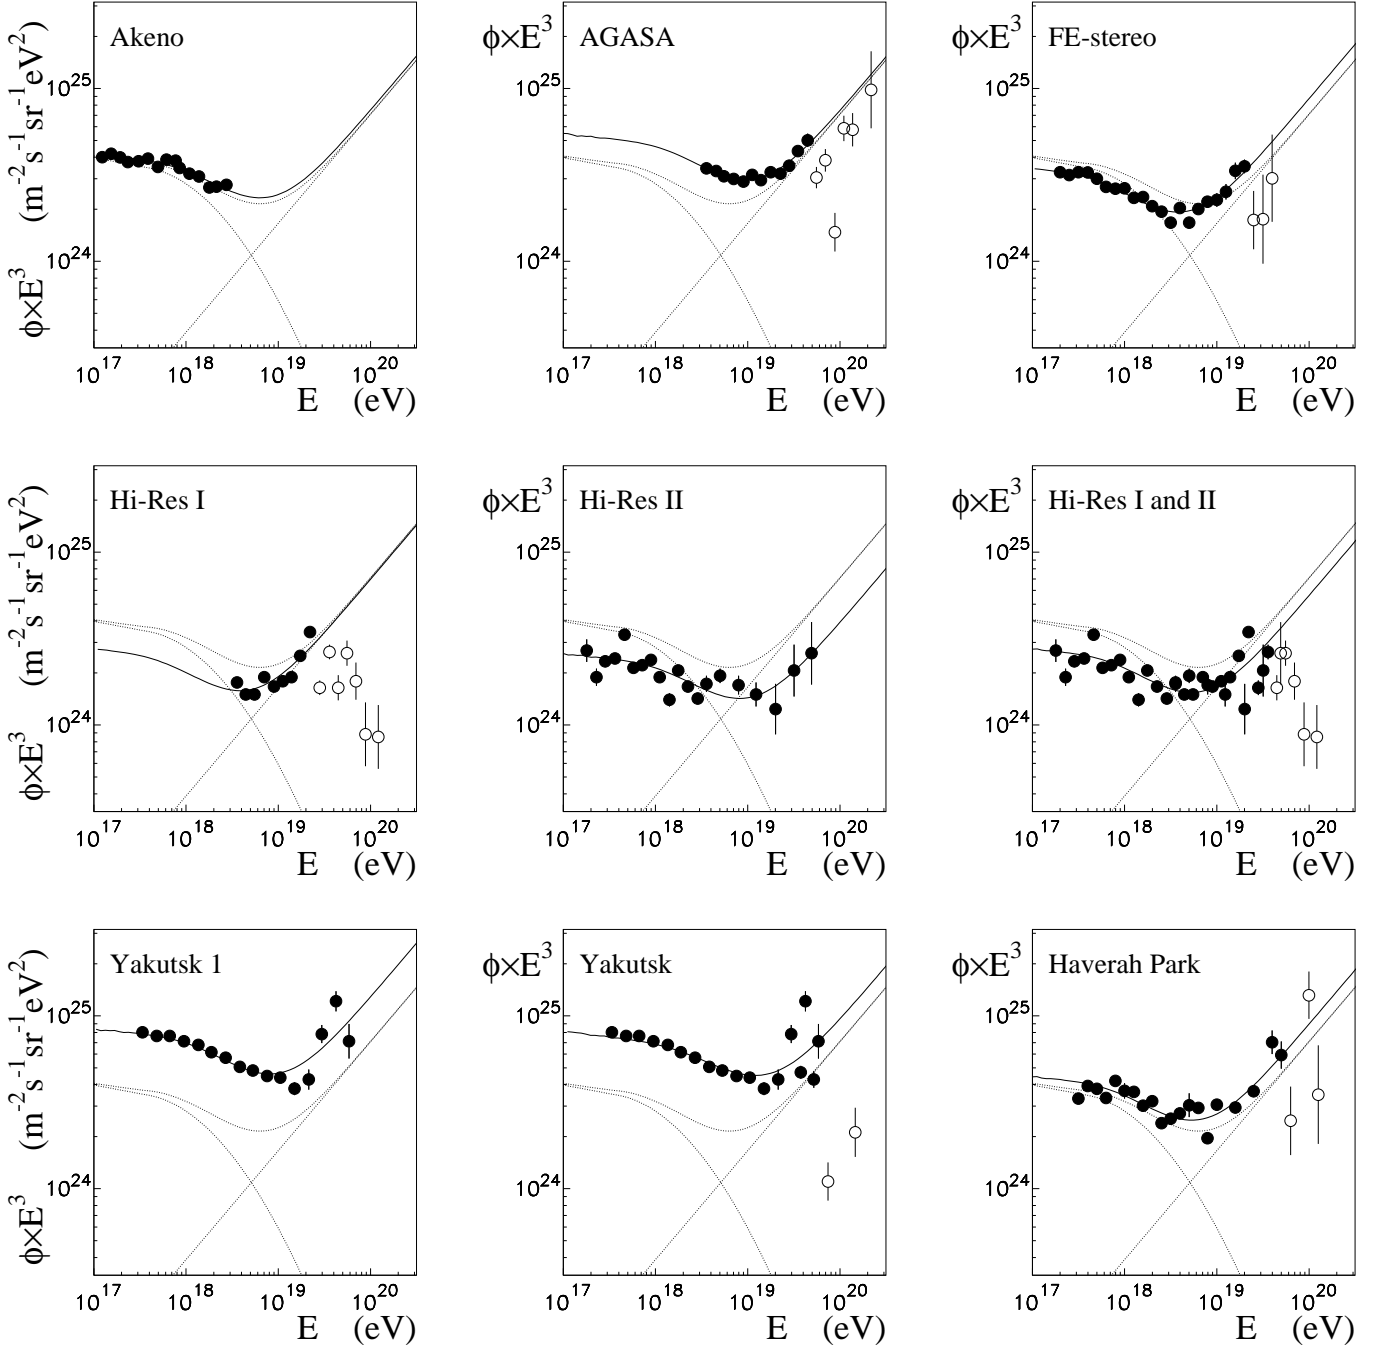 Akeno
ϕ×E³ (m⁻²s⁻¹sr⁻¹eV²)
10²⁵
10²⁴
10¹⁷ 10¹⁸ 10¹⁹ 10²⁰
E (eV)
AGASA
ϕ×E³
10²⁵
10²⁴
10¹⁷ 10¹⁸ 10¹⁹ 10²⁰
E (eV)
FE-stereo
ϕ×E³
10²⁵
10²⁴
10¹⁷ 10¹⁸ 10¹⁹ 10²⁰
E (eV)
Hi-Res I
ϕ×E³ (m⁻²s⁻¹sr⁻¹eV²)
10²⁵
10²⁴
10¹⁷ 10¹⁸ 10¹⁹ 10²⁰
E (eV)
Hi-Res II
ϕ×E³
10²⁵
10²⁴
10¹⁷ 10¹⁸ 10¹⁹ 10²⁰
E (eV)
Hi-Res I and II
ϕ×E³
10²⁵
10²⁴
10¹⁷ 10¹⁸ 10¹⁹ 10²⁰
E (eV)
Yakutsk 1
ϕ×E³ (m⁻²s⁻¹sr⁻¹eV²)
10²⁵
10²⁴
10¹⁷ 10¹⁸ 10¹⁹ 10²⁰
E (eV)
Yakutsk
ϕ×E³
10²⁵
10²⁴
10¹⁷ 10¹⁸ 10¹⁹ 10²⁰
E (eV)
Haverah Park
ϕ×E³
10²⁵
10²⁴
10¹⁷ 10¹⁸ 10¹⁹ 10²⁰
E (eV)